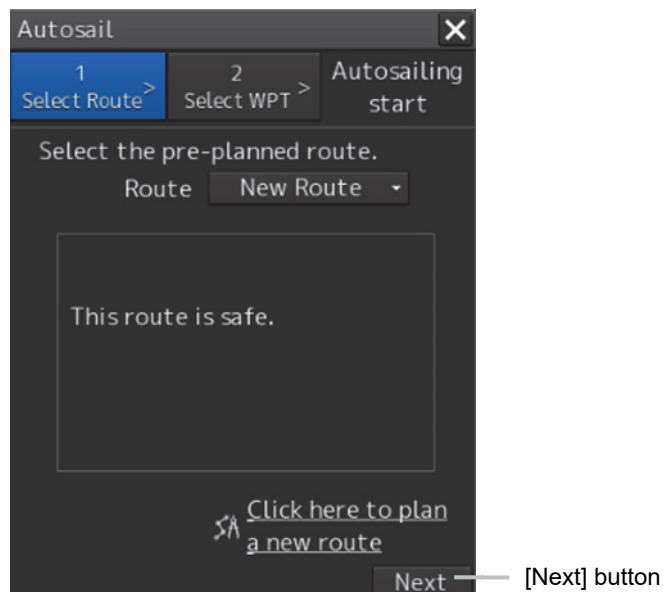 Autosail
1
Select Route >
2
Select WPT >
Autosailing
start
Select the pre-planned route.
Route New Route
This route is safe.
Click here to plan
a new route
Next
[Next] button